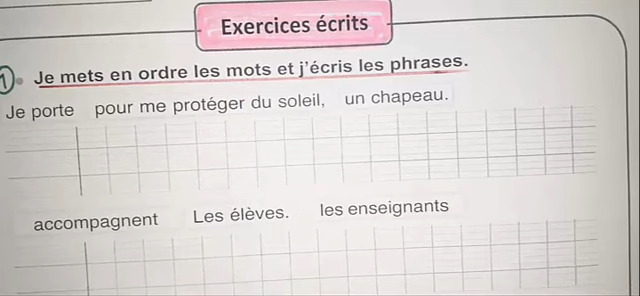 Exercices écrits
1 Je mets en ordre les mots et j'écris les phrases.
Je porte pour me protéger du soleil, un chapeau.
accompagnent Les élèves. les enseignants